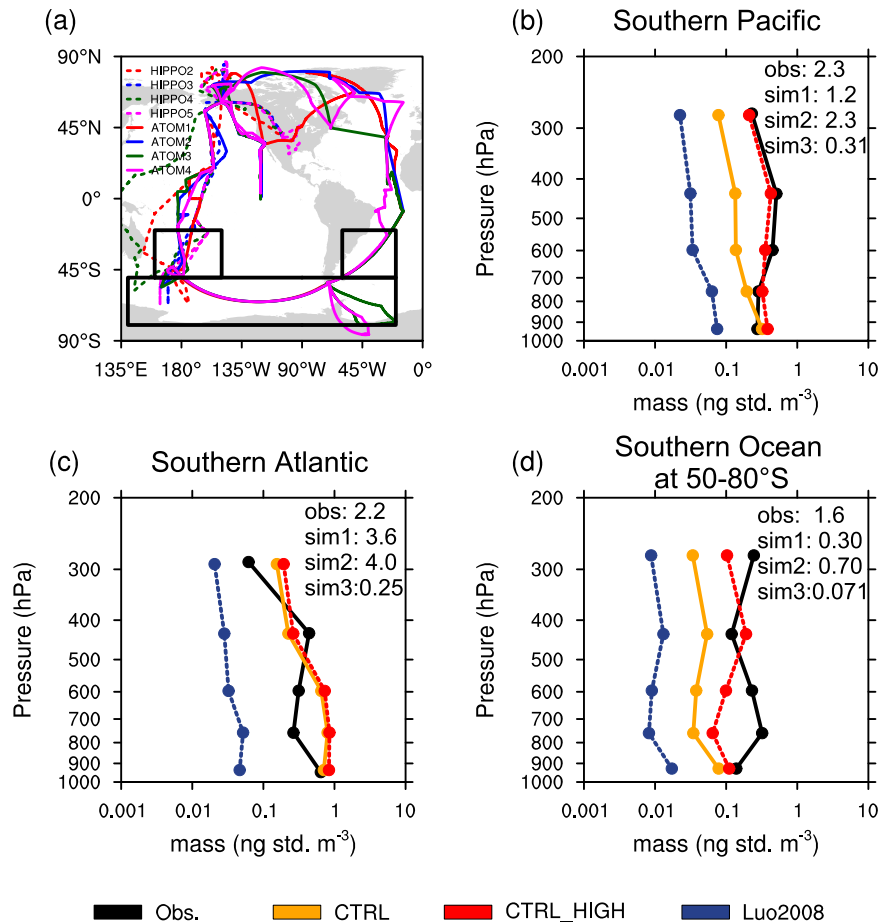 (a)
90°N
45°N
0°
45°S
90°S
135°E 180° 135°W 90°W 45°W 0°
HIPPO2
HIPPO3
HIPPO4
HIPPO5
ATOM1
ATOM2
ATOM3
ATOM4
(b) Southern Pacific
obs: 2.3
sim1: 1.2
sim2: 2.3
sim3: 0.31
Pressure (hPa)
200
300
400
500
600
700
800
900
1000
0.001 0.01 0.1 1 10
mass (ng std. m⁻³)
(c) Southern Atlantic
obs: 2.2
sim1: 3.6
sim2: 4.0
sim3:0.25
Pressure (hPa)
200
300
400
500
600
700
800
900
1000
0.001 0.01 0.1 1 10
mass (ng std. m⁻³)
(d) Southern Ocean
at 50-80°S
obs: 1.6
sim1: 0.30
sim2: 0.70
sim3:0.071
Pressure (hPa)
200
300
400
500
600
700
800
900
1000
0.001 0.01 0.1 1 10
mass (ng std. m⁻³)
Obs. CTRL CTRL_HIGH Luo2008